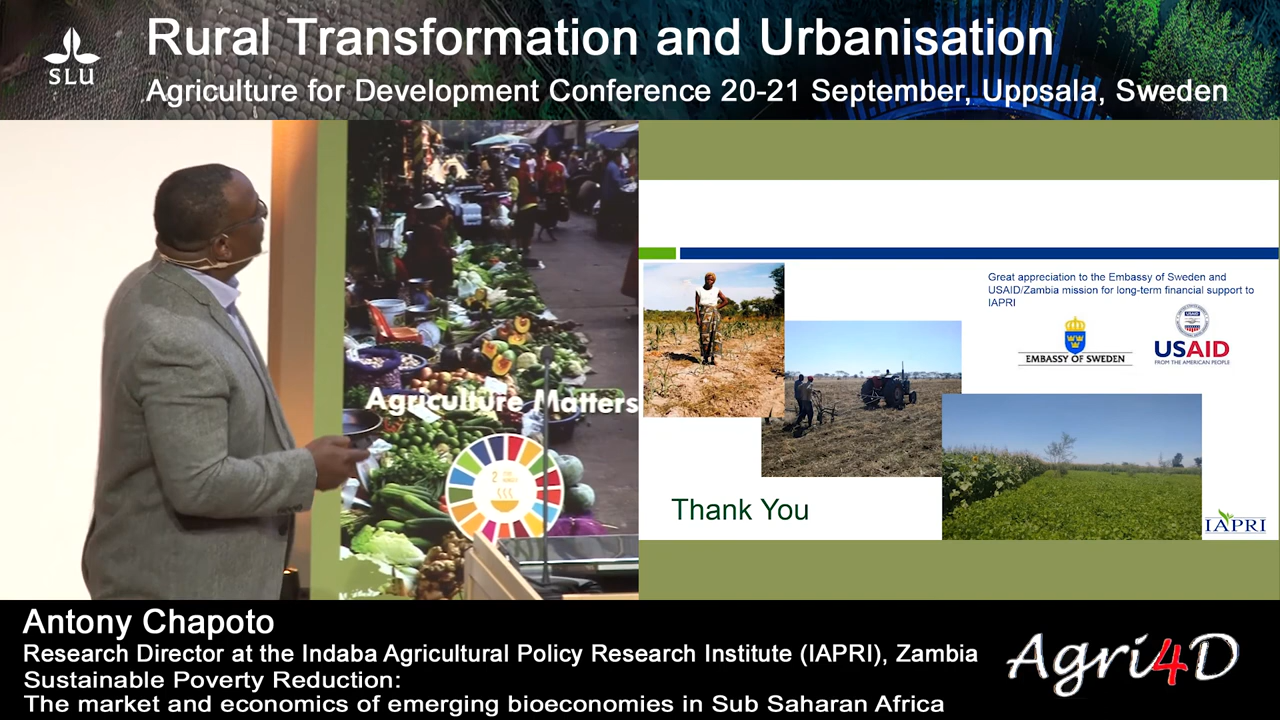 SLU
Rural Transformation and Urbanisation
Agriculture for Development Conference 20-21 September, Uppsala, Sweden
Agriculture Matters
2
Great appreciation to the Embassy of Sweden and
USAID/Zambia mission for long-term financial support to
IAPRI
EMBASSY OF SWEDEN
USAID
USAID
FROM THE AMERICAN PEOPLE
Thank You
IAPRI
Antony Chapoto
Research Director at the Indaba Agricultural Policy Research Institute (IAPRI), Zambia
Sustainable Poverty Reduction:
The market and economics of emerging bioeconomies in Sub Saharan Africa
Agri4D